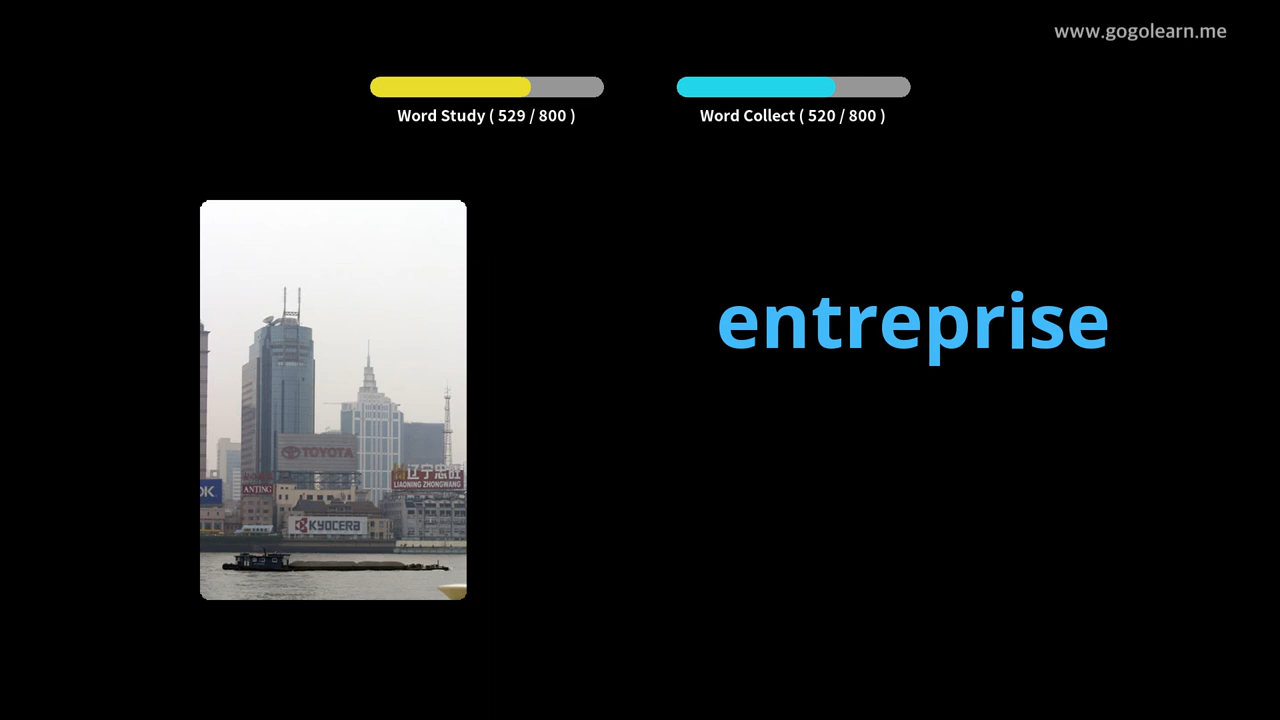 www.gogolearn.me
Word Study ( 529 / 800 )
Word Collect ( 520 / 800 )
entreprise
TOYOTA
辽宁忠旺
LIAONING ZHONGWANG
OK
ANTING
KYOCERA